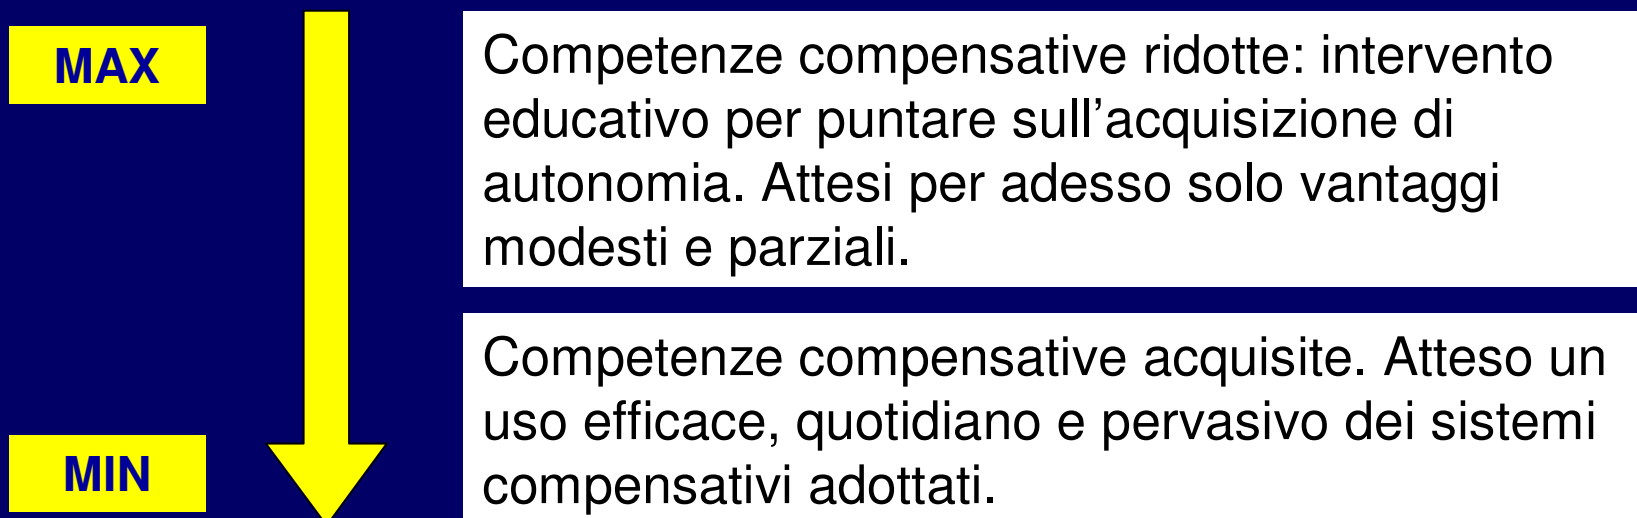 MAX
Competenze compensative ridotte: intervento
educativo per puntare sull’acquisizione di
autonomia. Attesi per adesso solo vantaggi
modesti e parziali.
Competenze compensative acquisite. Atteso un
uso efficace, quotidiano e pervasivo dei sistemi
compensativi adottati.
MIN